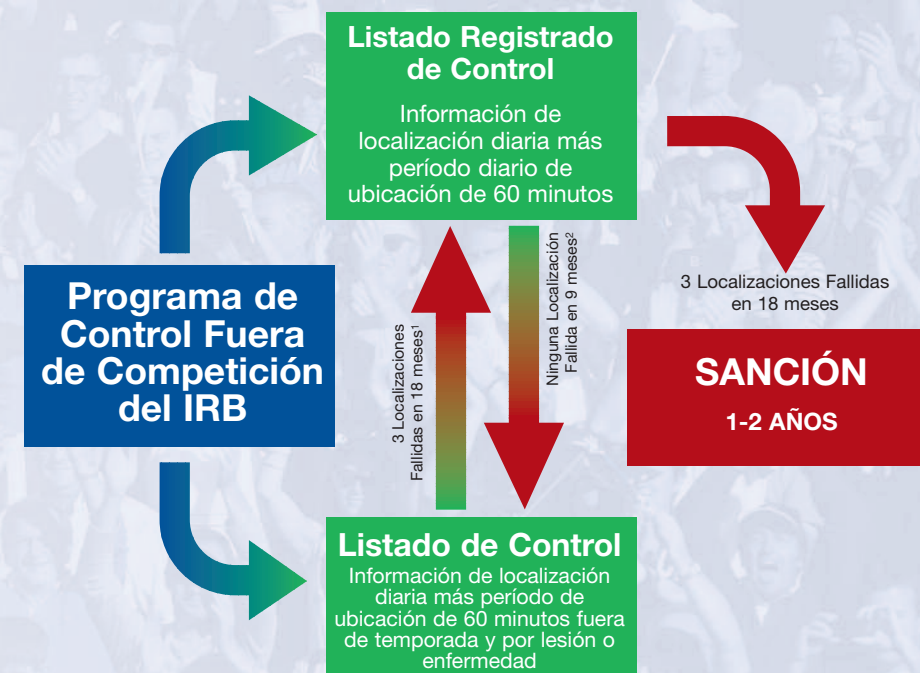 Listado Registrado
de Control
Información de
localización diaria más
período diario de
ubicación de 60 minutos
Programa de
Control Fuera
de Competición
del IRB
3 Localizaciones
Fallidas en 18 meses¹
Ninguna Localización
Fallida en 9 meses²
3 Localizaciones Fallidas
en 18 meses
SANCIÓN
1-2 AÑOS
Listado de Control
Información de localización
diaria más período de
ubicación de 60 minutos fuera
de temporada y por lesión o
enfermedad